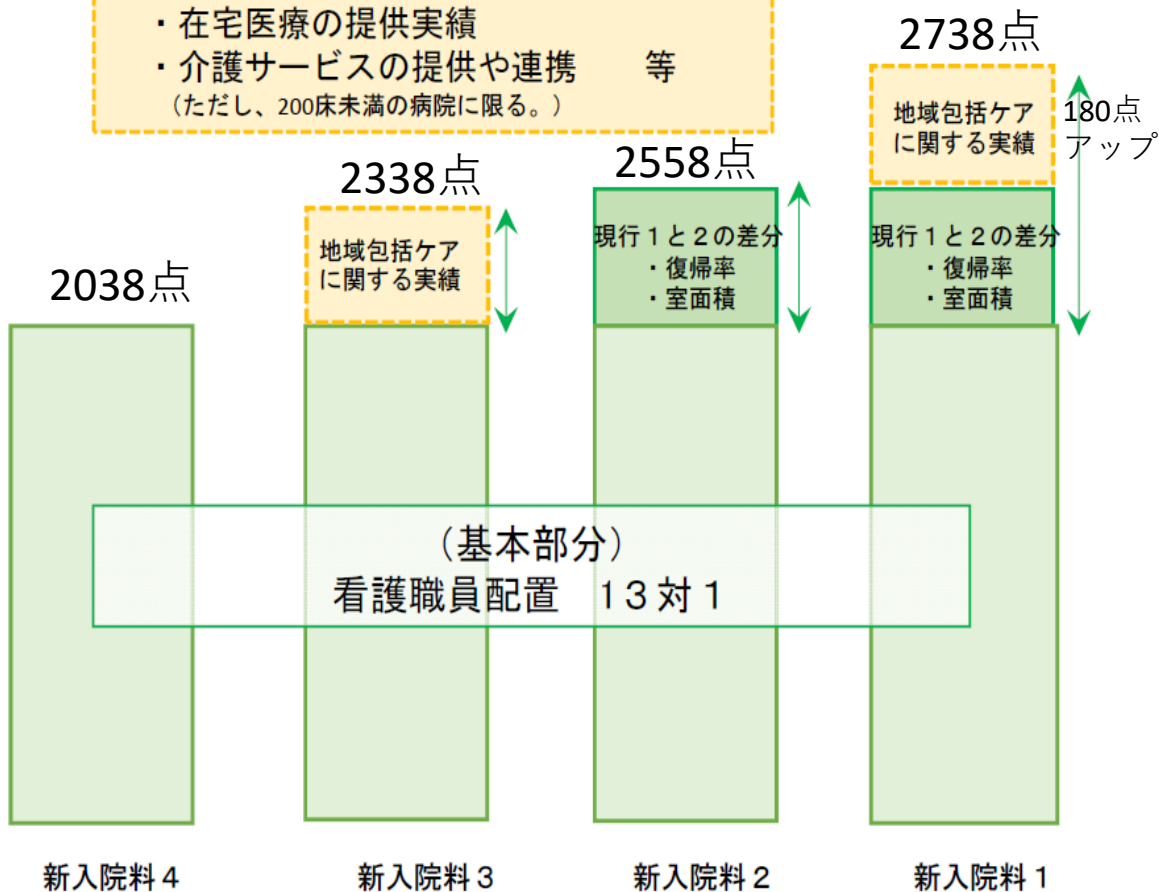 ・在宅医療の提供実績
・介護サービスの提供や連携　等
（ただし、200床未満の病院に限る。）
2738点
地域包括ケア
に関する実績
180点
アップ
2558点
2338点
現行１と２の差分
・復帰率
・室面積
現行１と２の差分
・復帰率
・室面積
地域包括ケア
に関する実績
2038点
（基本部分）
看護職員配置　１３対１
新入院料４
新入院料３
新入院料２
新入院料１